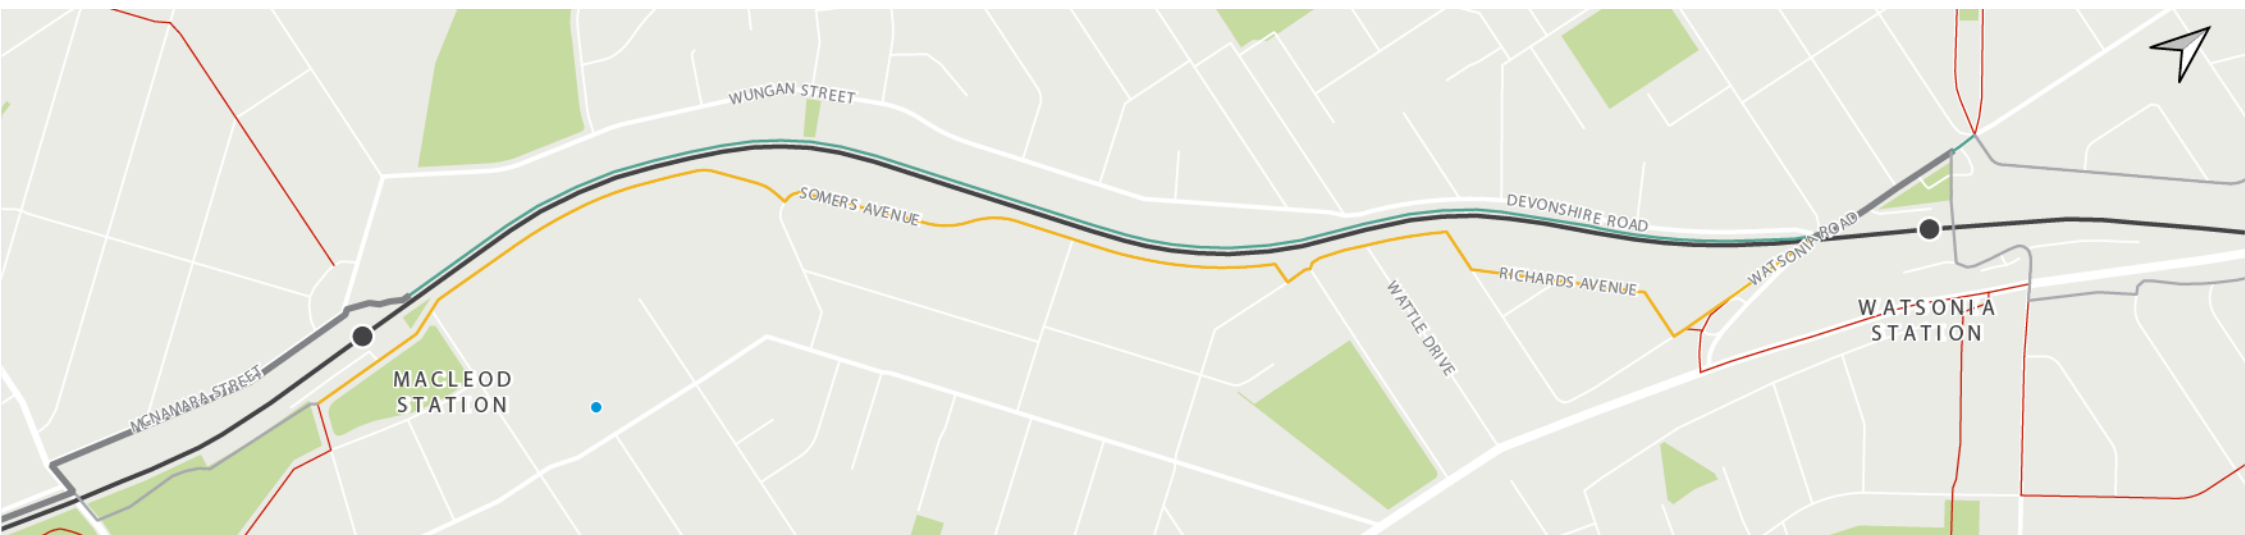 WUNGAN STREET
SOMERS AVENUE
DEVONSHIRE ROAD
WATSONIA ROAD
RICHARDS AVENUE
WATTLE DRIVE
WATSONIA
STATION
MACLEOD
STATION
MCNAMARA STREET